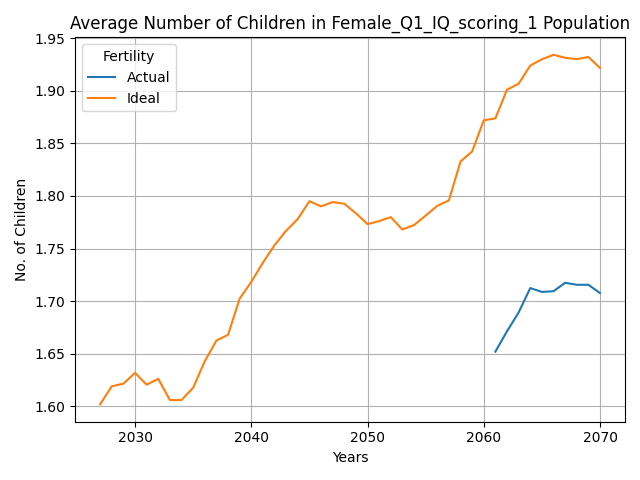 Average Number of Children in Female_Q1_IQ_scoring_1 Population
Fertility
Actual
Ideal
No. of Children
1.95
1.90
1.85
1.80
1.75
1.70
1.65
1.60
2030 2040 2050 2060 2070
Years